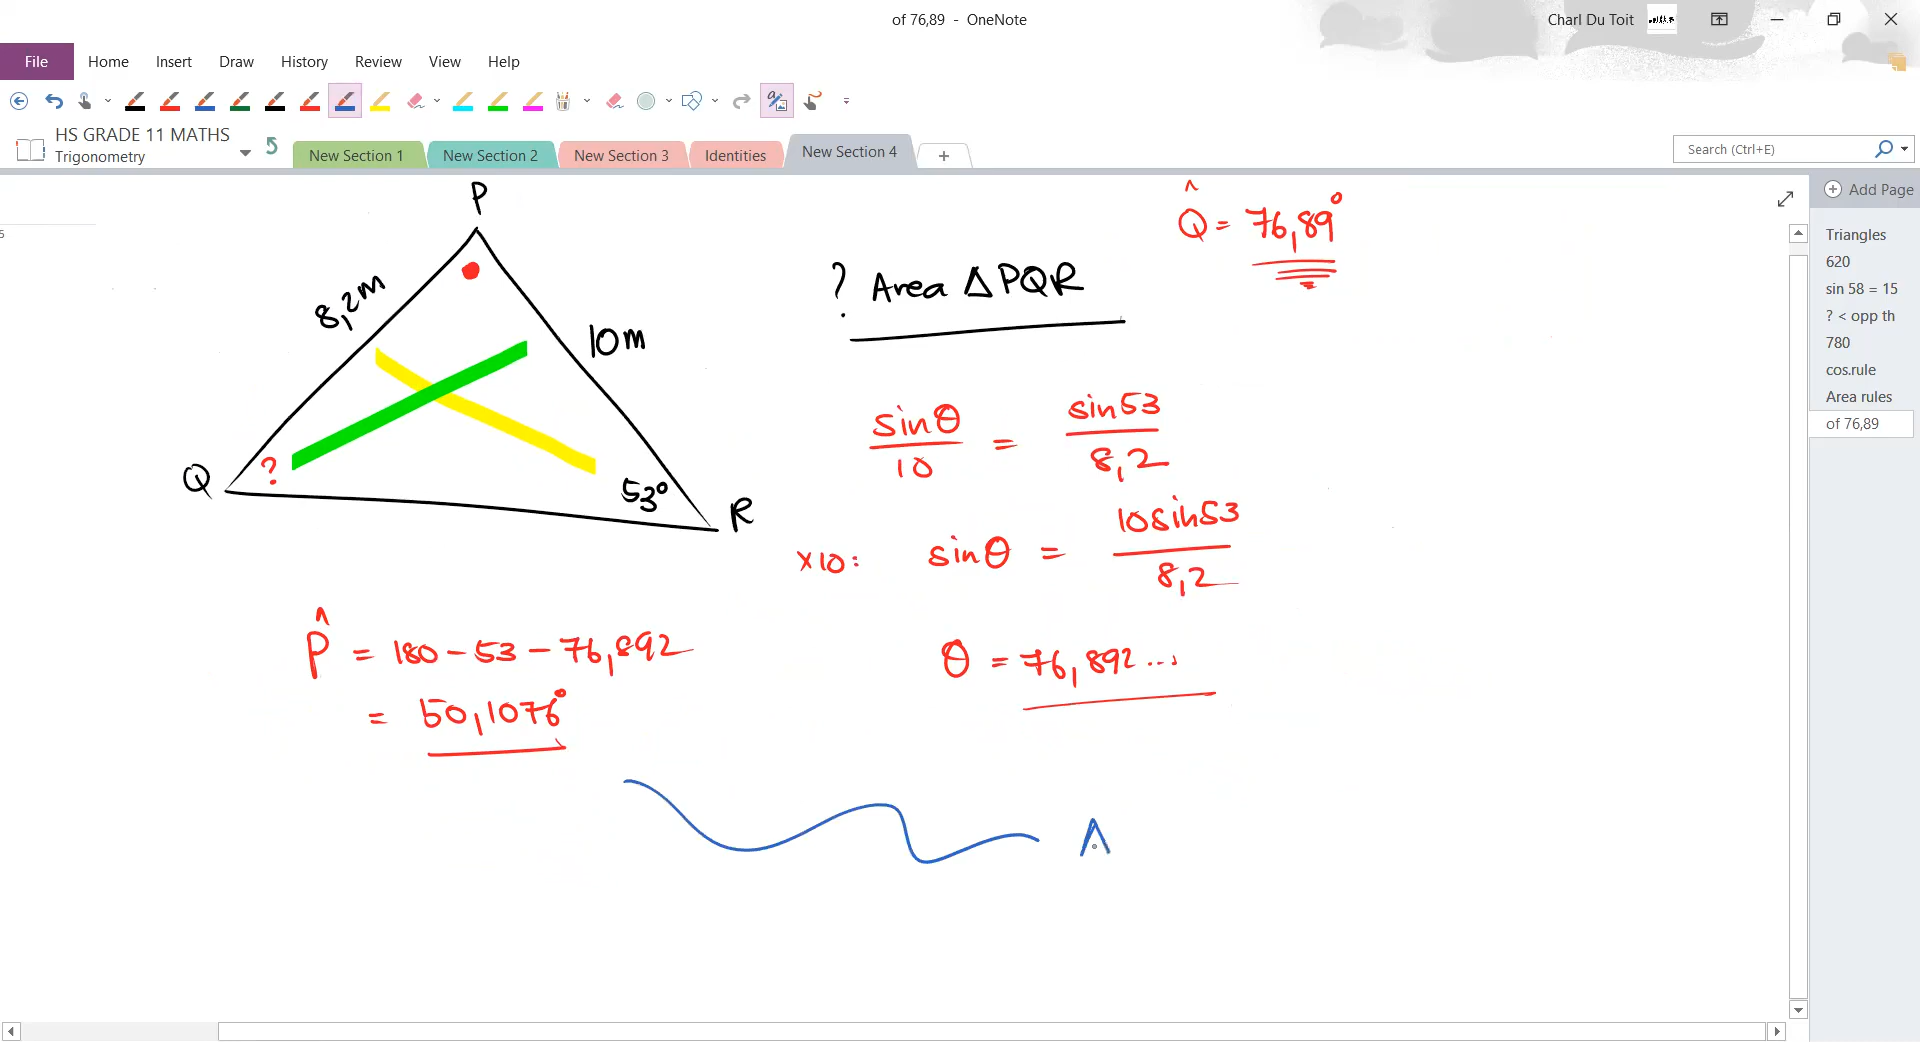 of 76,89 - OneNote
Charl Du Toit
File Home Insert Draw History Review View Help
HS GRADE 11 MATHS
Trigonometry
New Section 1 New Section 2 New Section 3 Identities New Section 4 +
Search (Ctrl+E)
Add Page
Triangles
620
sin 58 = 15
? < opp th
780
cos.rule
Area rules
of 76,89
5
P
8,2m
10m
Q
?
53°
R
Q̂ = 76,89°
? Area △PQR
sinθ/10 = sin53/8,2
×10: sinθ = 10sin53/8,2
θ = 76,892...
P̂ = 180 - 53 - 76,892
= 50,1076°
A